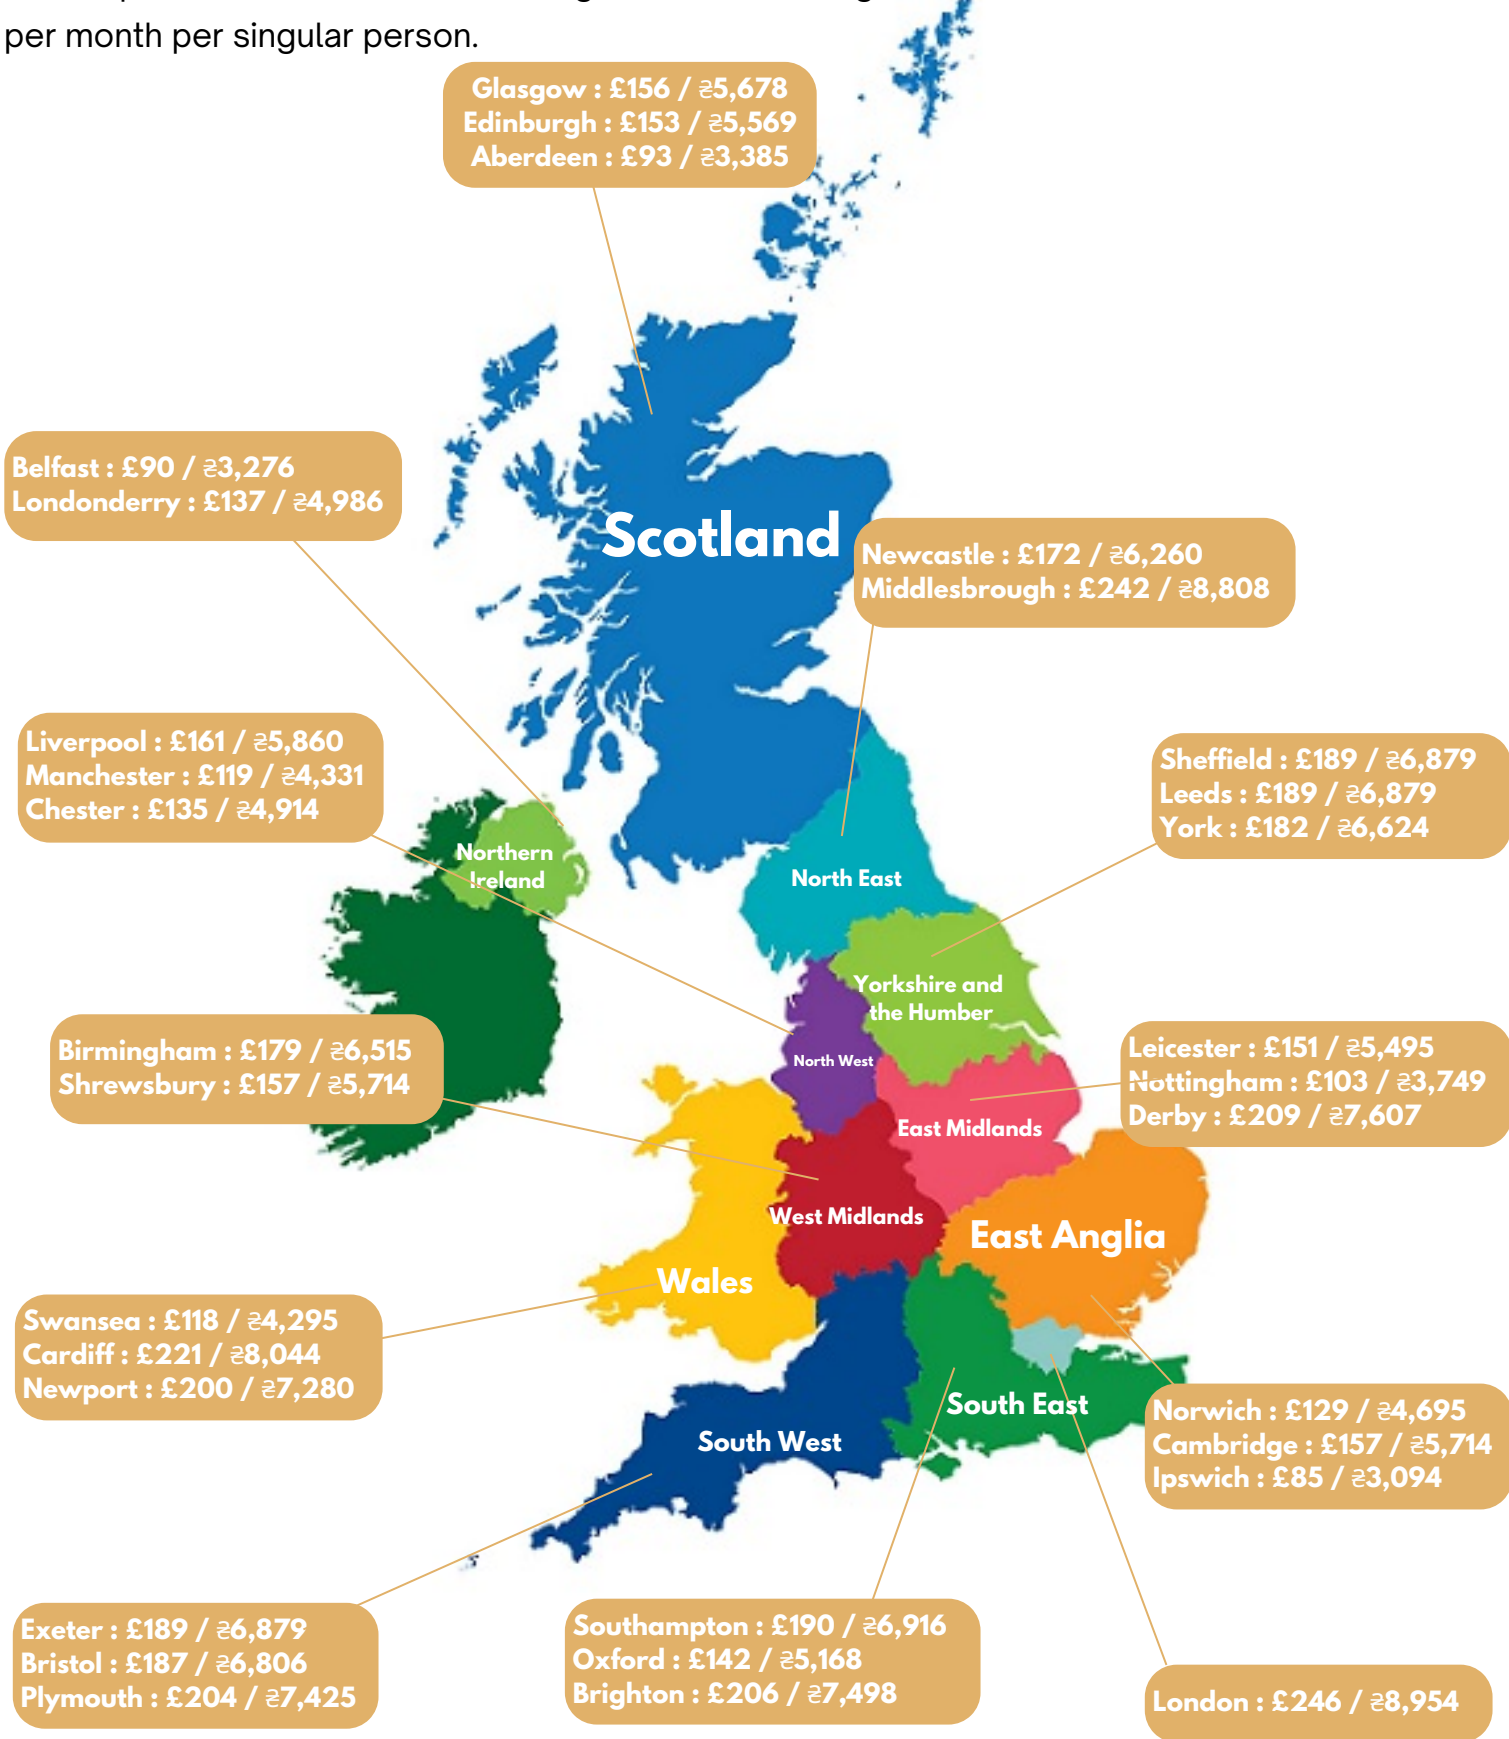 per month per singular person.
Glasgow : £156 / ₴5,678
Edinburgh : £153 / ₴5,569
Aberdeen : £93 / ₴3,385
Belfast : £90 / ₴3,276
Londonderry : £137 / ₴4,986
Scotland
Newcastle : £172 / ₴6,260
Middlesbrough : £242 / ₴8,808
Liverpool : £161 / ₴5,860
Manchester : £119 / ₴4,331
Chester : £135 / ₴4,914
Sheffield : £189 / ₴6,879
Leeds : £189 / ₴6,879
York : £182 / ₴6,624
Northern
Ireland
North East
Yorkshire and
the Humber
North West
Birmingham : £179 / ₴6,515
Shrewsbury : £157 / ₴5,714
Leicester : £151 / ₴5,495
Nottingham : £103 / ₴3,749
Derby : £209 / ₴7,607
East Midlands
West Midlands
East Anglia
Wales
Swansea : £118 / ₴4,295
Cardiff : £221 / ₴8,044
Newport : £200 / ₴7,280
South East
South West
Norwich : £129 / ₴4,695
Cambridge : £157 / ₴5,714
Ipswich : £85 / ₴3,094
Exeter : £189 / ₴6,879
Bristol : £187 / ₴6,806
Plymouth : £204 / ₴7,425
Southampton : £190 / ₴6,916
Oxford : £142 / ₴5,168
Brighton : £206 / ₴7,498
London : £246 / ₴8,954